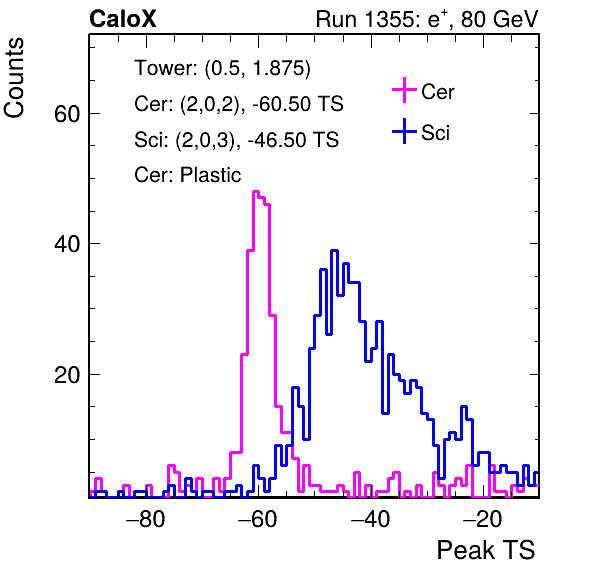 CaloX Run 1355: e⁺, 80 GeV
Counts
Tower: (0.5, 1.875)
Cer: (2,0,2), -60.50 TS
Sci: (2,0,3), -46.50 TS
Cer: Plastic
Cer
Sci
60
40
20
−80 −60 −40 −20
Peak TS